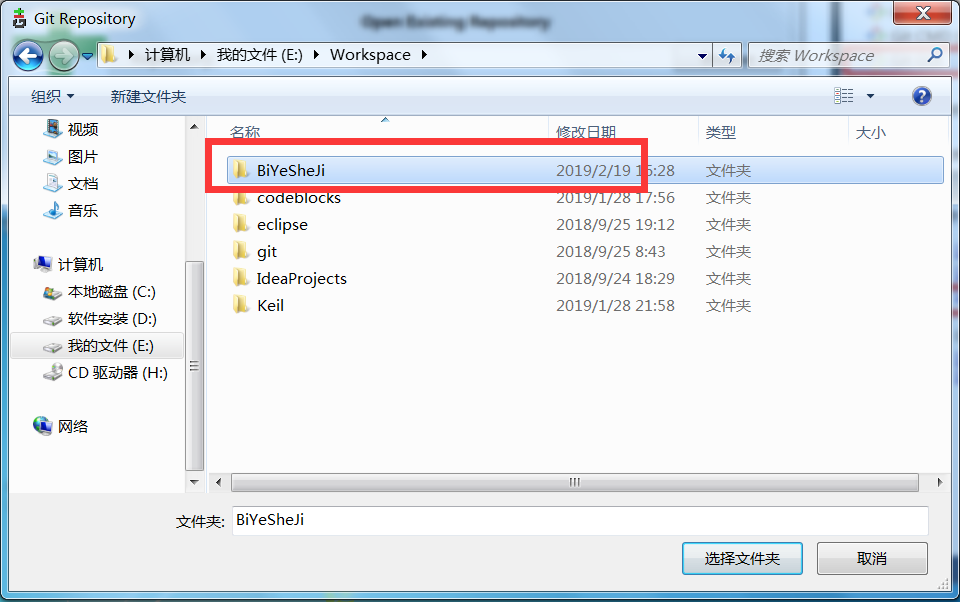 Git Repository
Open Existing Repository
计算机 我的文件 (E:) Workspace
搜索 Workspace
组织 新建文件夹
名称 修改日期 类型 大小
视频
图片
文档
音乐
计算机
本地磁盘 (C:)
软件安装 (D:)
我的文件 (E:)
CD 驱动器 (H:)
网络
BiYeSheJi 2019/2/19 16:28 文件夹
codeblocks 2019/1/28 17:56 文件夹
eclipse 2018/9/25 19:12 文件夹
git 2018/9/25 8:43 文件夹
IdeaProjects 2018/9/24 18:29 文件夹
Keil 2019/1/28 21:58 文件夹
文件夹: BiYeSheJi
选择文件夹 取消